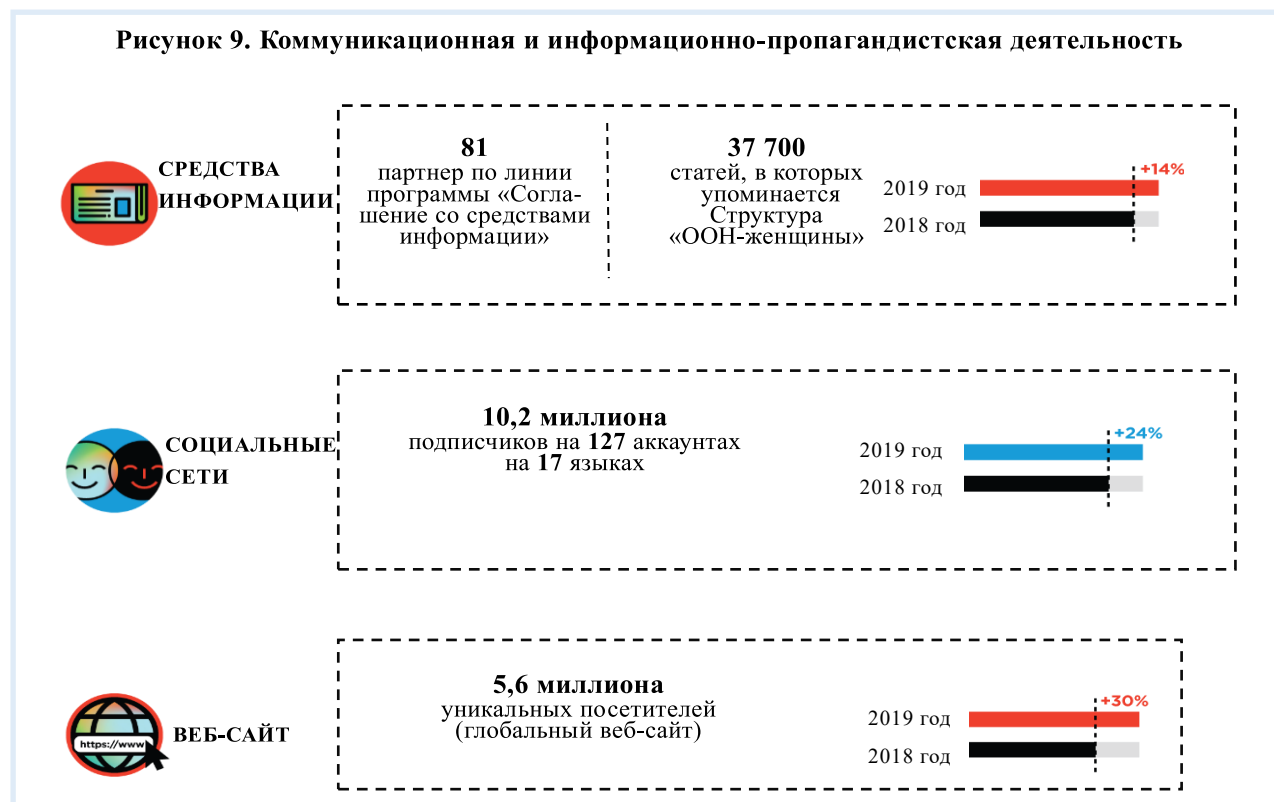 Рисунок 9. Коммуникационная и информационно-пропагандистская деятельность
СРЕДСТВА
ИНФОРМАЦИИ
81
партнер по линии
программы «Согла-
шение со средствами
информации»
37 700
статей, в которых
упоминается
Структура
«ООН-женщины»
+14%
2019 год
2018 год
СОЦИАЛЬНЫЕ
СЕТИ
10,2 миллиона
подписчиков на 127 аккаунтах
на 17 языках
+24%
2019 год
2018 год
https://www
ВЕБ-САЙТ
5,6 миллиона
уникальных посетителей
(глобальный веб-сайт)
+30%
2019 год
2018 год